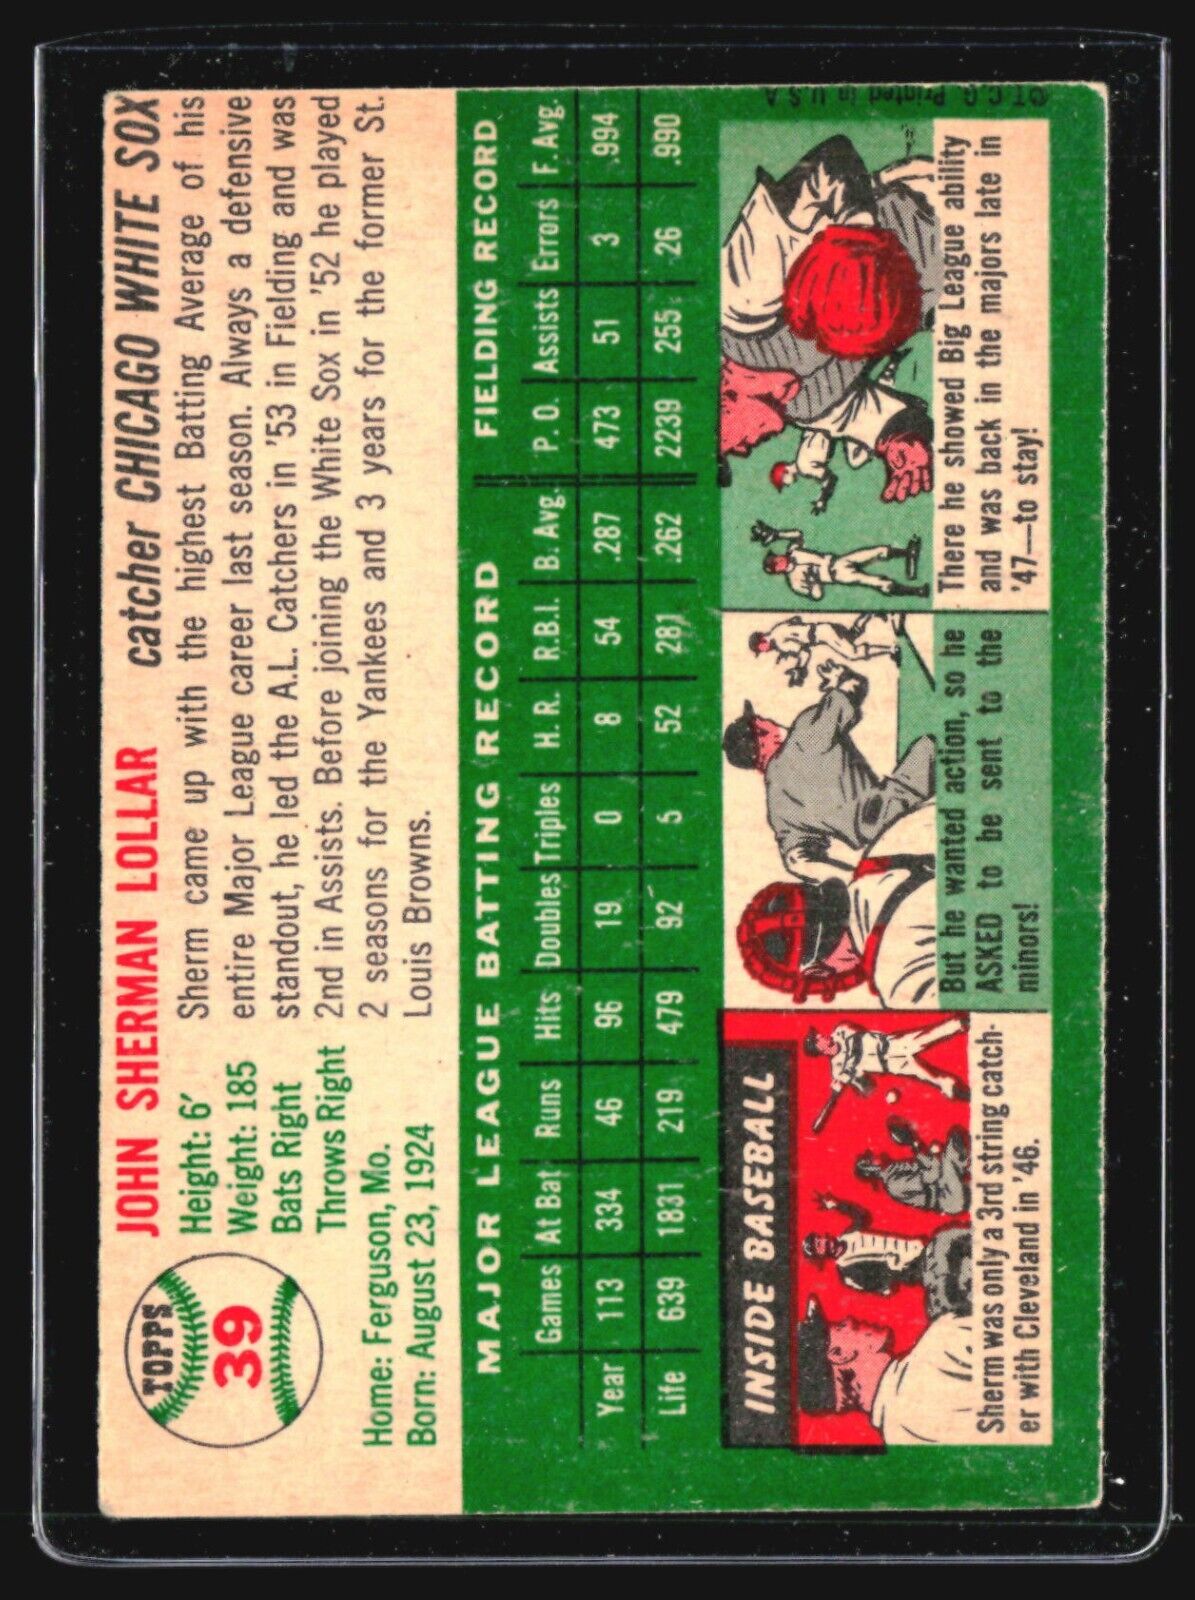 TOPPS
39
JOHN SHERMAN LOLLAR catcher CHICAGO WHITE SOX
Height: 6′
Weight: 185
Bats Right
Throws Right
Home: Ferguson, Mo.
Born: August 23, 1924
Sherm came up with the highest Batting Average of his
entire Major League career last season. Always a defensive
standout, he led the A.L. Catchers in '53 in Fielding and was
2nd in Assists. Before joining the White Sox in '52 he played
2 seasons for the Yankees and 3 years for the former St.
Louis Browns.
MAJOR LEAGUE BATTING RECORD FIELDING RECORD
Games At Bat Runs Hits Doubles Triples H. R. R.B.I. B. Avg. P. O. Assists Errors F. Avg.
Year 113 334 46 96 19 0 8 54 .287 473 51 3 .994
Life 639 1831 219 479 92 5 52 281 .262 2239 255 26 .990
INSIDE BASEBALL
Sherm was only a 3rd string catch-
er with Cleveland in '46.
But he wanted action, so he
ASKED to be sent to the
minors!
There he showed Big League ability
and was back in the majors late in
'47—to stay!
©T.C.G. Printed in U.S.A